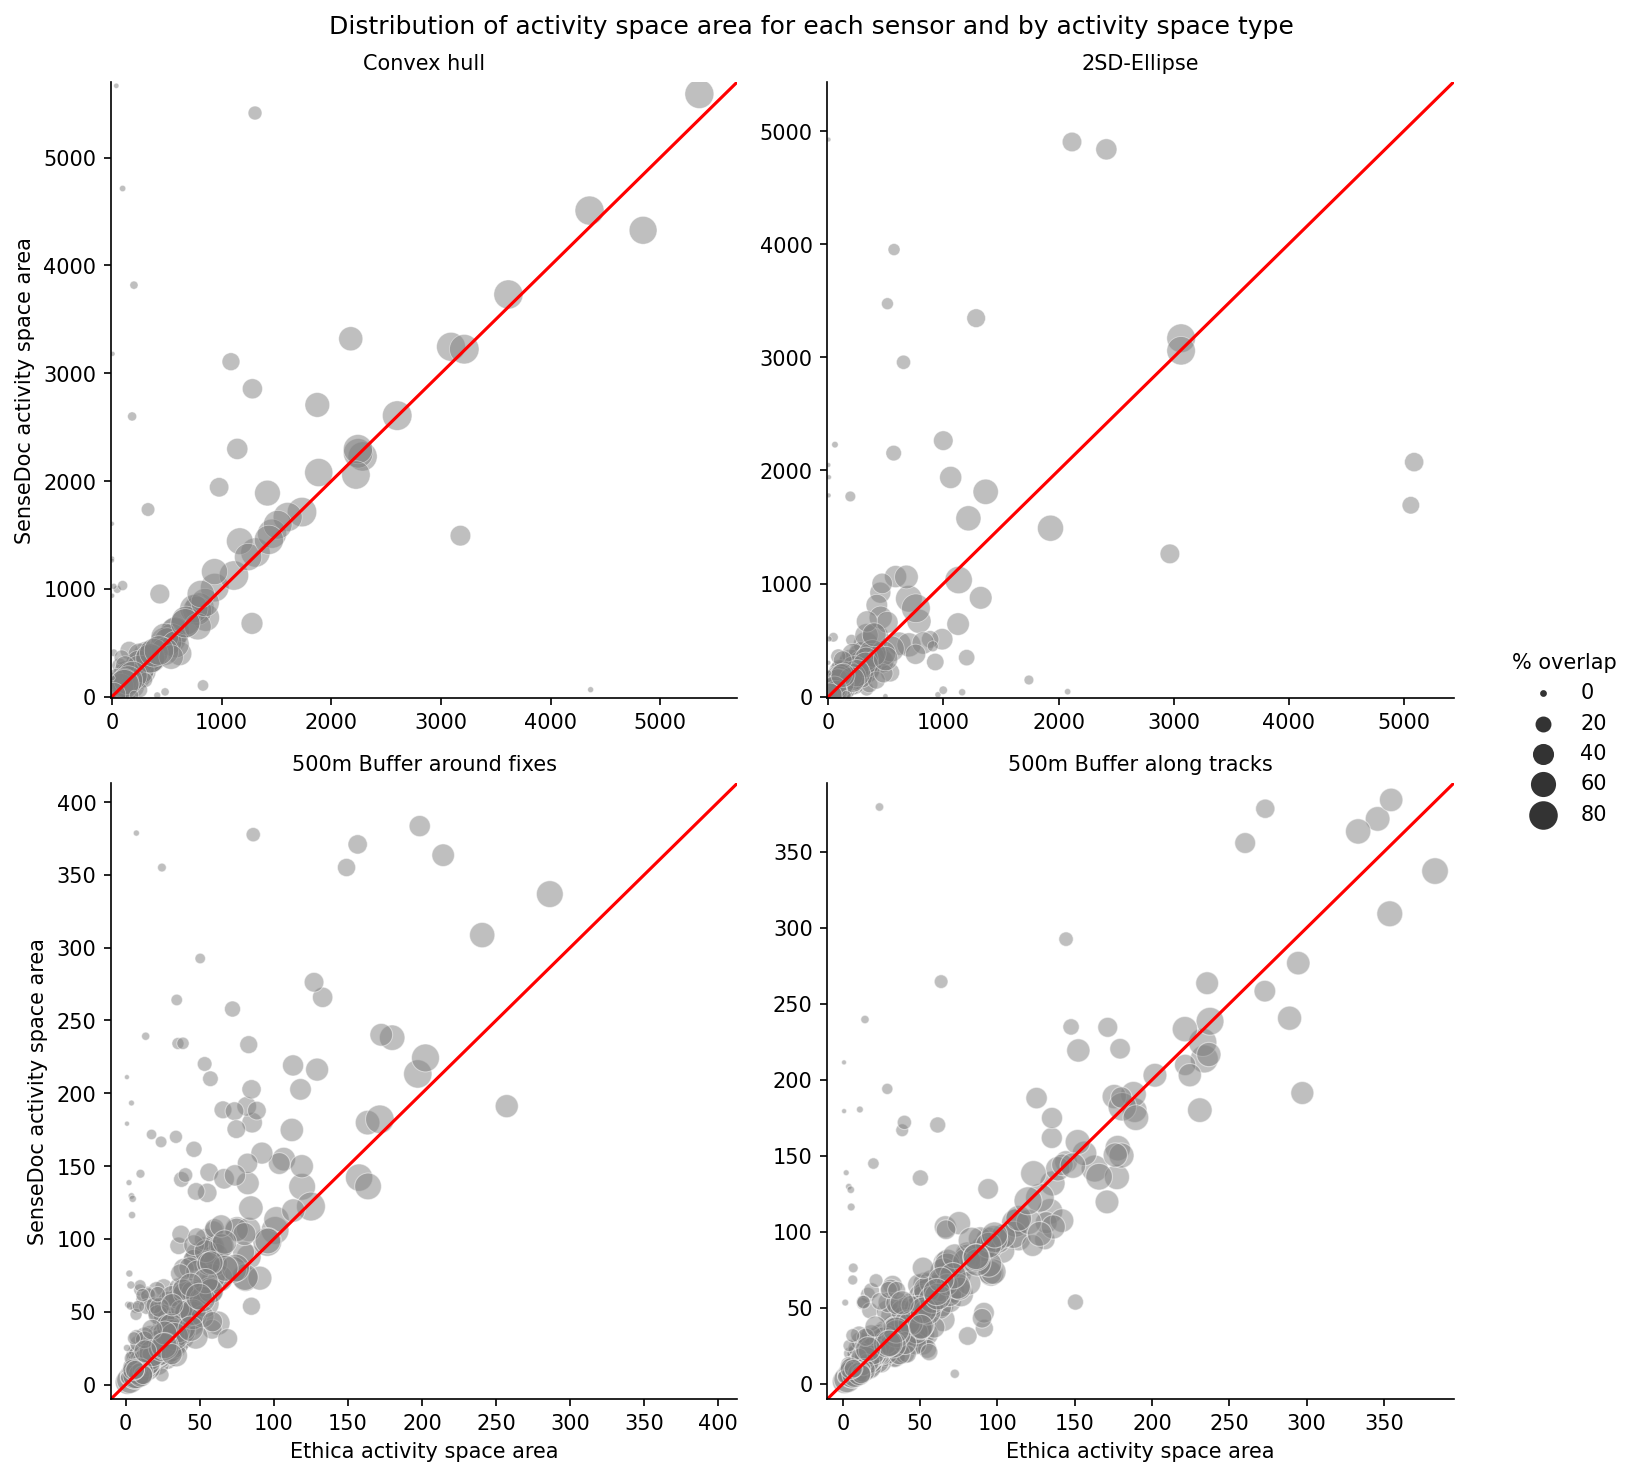 Distribution of activity space area for each sensor and by activity space type
Convex hull
2SD-Ellipse
SenseDoc activity space area
5000
4000
3000
2000
1000
0
0 1000 2000 3000 4000 5000
5000
4000
3000
2000
1000
0
0 1000 2000 3000 4000 5000
% overlap
0
20
40
60
80
500m Buffer around fixes
500m Buffer along tracks
SenseDoc activity space area
400
350
300
250
200
150
100
50
0
0 50 100 150 200 250 300 350 400
Ethica activity space area
350
300
250
200
150
100
50
0
0 50 100 150 200 250 300 350
Ethica activity space area